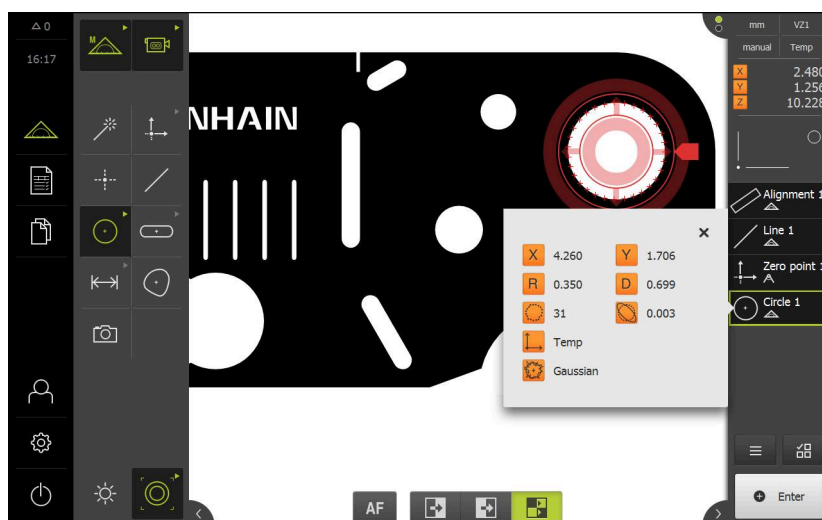 △ 0
16:17
M
NHAIN
mm VZ1
manual Temp
X 2.480
Y 1.256
Z 10.228
Alignment 1
Line 1
Zero point 1
Circle 1
X 4.260 Y 1.706
R 0.350 D 0.699
31 0.003
Temp
Gaussian
AF
Enter